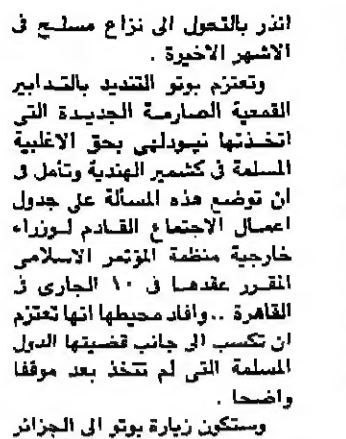 انذر بالتحول الى نزاع مسلح فى
الاشهر الاخيرة .
وتعتزم بوتو التنديد بالتدابير
القمعية الصارمة الجديدة التى
اتخذتها نيودلهى بحق الاغلبية
المسلمة فى كشمير الهندية وتأمل فى
ان توضع هذه المسألة على جدول
اعمال الاجتماع القادم لوزراء
خارجية منظمة المؤتمر الاسلامى
المقرر عقدها فى ١٠ الجارى فى
القاهرة .. وافاد محيطها انها تعتزم
ان تكسب الى جانب قضيتها الدول
المسلمة التى لم تتخذ بعد موقفا
واضحا .
وستكون زيارة بوتو الى الجزائر